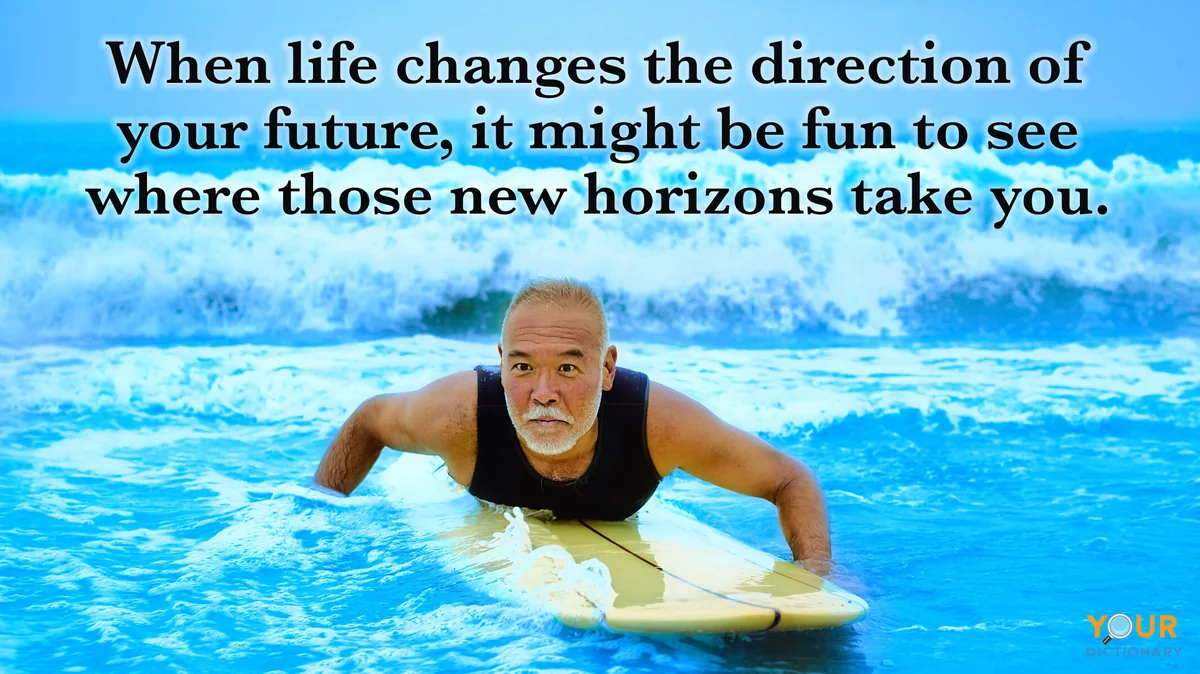 When life changes the direction of
your future, it might be fun to see
where those new horizons take you.
YOUR
DICTIONARY